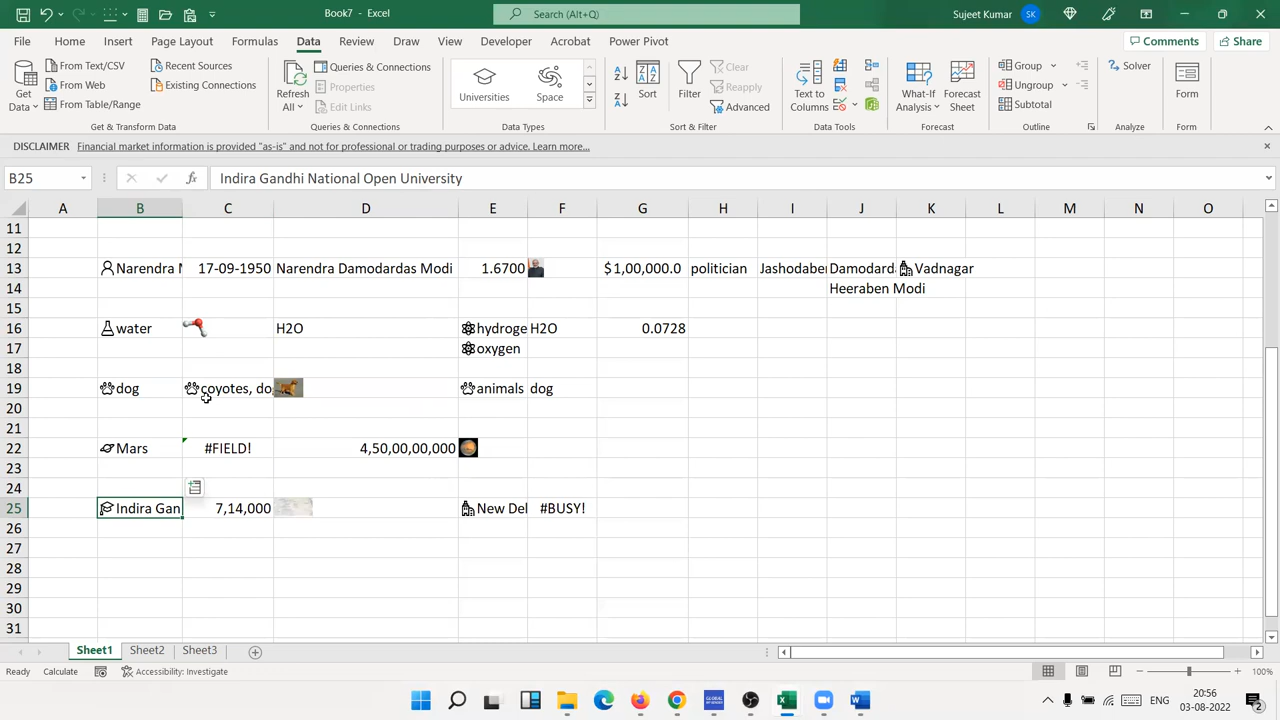 Book7 - Excel
Search (Alt+Q)
Sujeet Kumar SK
File Home Insert Page Layout Formulas Data Review View Developer Acrobat Power Pivot Comments Share
Get Data
From Text/CSV
From Web
From Table/Range
Recent Sources
Existing Connections
Get & Transform Data
Refresh All
Queries & Connections
Properties
Edit Links
Queries & Connections
Universities Space
Data Types
Sort
Filter
Clear
Reapply
Advanced
Sort & Filter
Text to Columns
Data Tools
What-If Analysis
Forecast Sheet
Forecast
Group
Ungroup
Subtotal
Outline
Solver
Analyze
Form
Form
DISCLAIMER Financial market information is provided "as-is" and not for professional or trading purposes or advice. Learn more...
B25 fx Indira Gandhi National Open University
A B C D E F G H I J K L M N O
11
12
13 Narendra M 17-09-1950 Narendra Damodardas Modi 1.6700 $ 1,00,000.0 politician Jashodaber Damodarda Vadnagar
14 Heeraben Modi
15
16 water H2O hydroge H2O 0.0728
17 oxygen
18
19 dog coyotes, do animals dog
20
21
22 Mars #FIELD! 4,50,00,00,000
23
24
25 Indira Gan 7,14,000 New Del #BUSY!
26
27
28
29
30
31
Sheet1 Sheet2 Sheet3
Ready Calculate Accessibility: Investigate 100%
ENG 20:56
03-08-2022 2